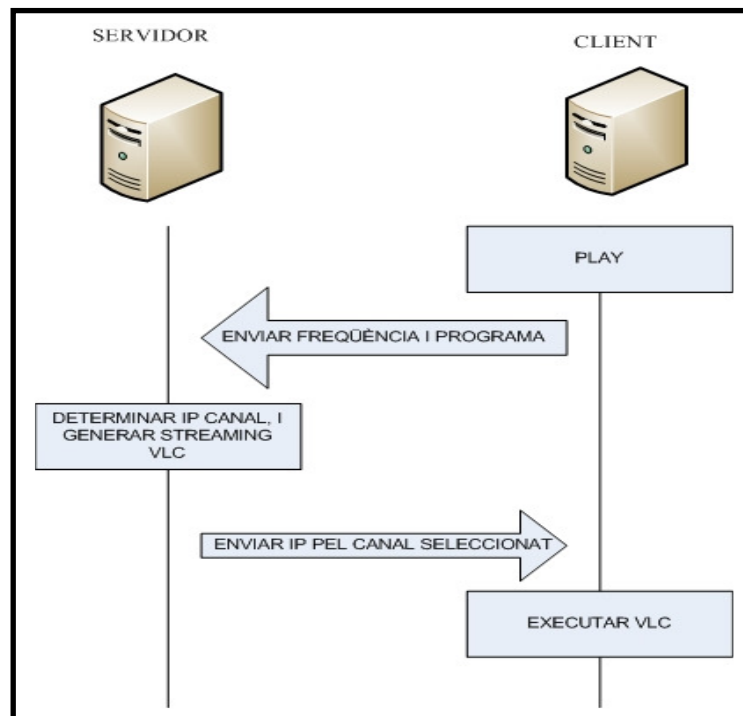 SERVIDOR
CLIENT
PLAY
ENVIAR FREQÜÈNCIA I PROGRAMA
DETERMINAR IP CANAL, I
GENERAR STREAMING
VLC
ENVIAR IP PEL CANAL SELECCIONAT
EXECUTAR VLC